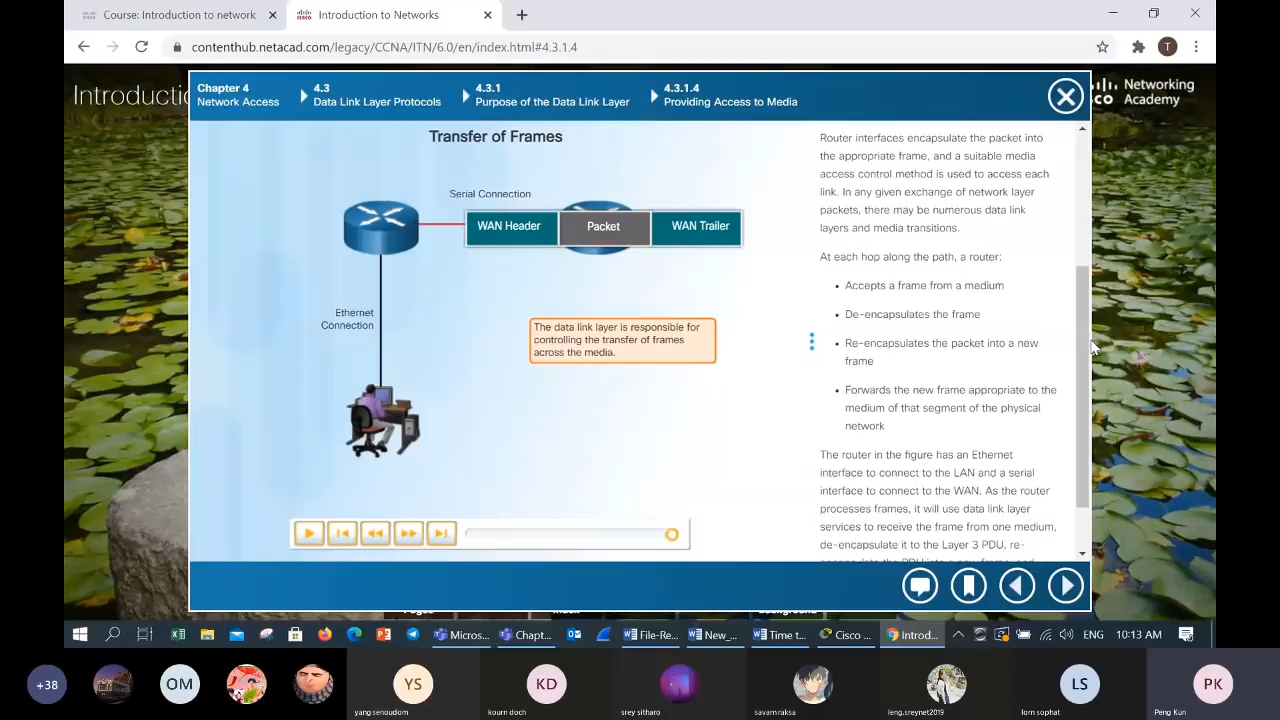 Course: Introduction to network
Introduction to Networks
contenthub.netacad.com/legacy/CCNA/ITN/6.0/en/index.html#4.3.1.4
T
Introductio
Chapter 4
Network Access
4.3
Data Link Layer Protocols
4.3.1
Purpose of the Data Link Layer
4.3.1.4
Providing Access to Media
Networking
Academy
Transfer of Frames
Serial Connection
WAN Header
Packet
WAN Trailer
Ethernet
Connection
The data link layer is responsible for
controlling the transfer of frames
across the media.
Router interfaces encapsulate the packet into
the appropriate frame, and a suitable media
access control method is used to access each
link. In any given exchange of network layer
packets, there may be numerous data link
layers and media transitions.
At each hop along the path, a router:
• Accepts a frame from a medium
• De-encapsulates the frame
• Re-encapsulates the packet into a new
frame
• Forwards the new frame appropriate to the
medium of that segment of the physical
network
The router in the figure has an Ethernet
interface to connect to the LAN and a serial
interface to connect to the WAN. As the router
processes frames, it will use data link layer
services to receive the frame from one medium,
de-encapsulate it to the Layer 3 PDU, re-
Micros...
Chapt...
File-Re...
New_...
Time t...
Cisco ...
Introd...
ENG
10:13 AM
+38
OM
YS
KD
LS
PK
yang senoudom
kourn doch
srey sitharo
savarn raksa
leng.sreynet2019
lorn sophat
Peng Kun